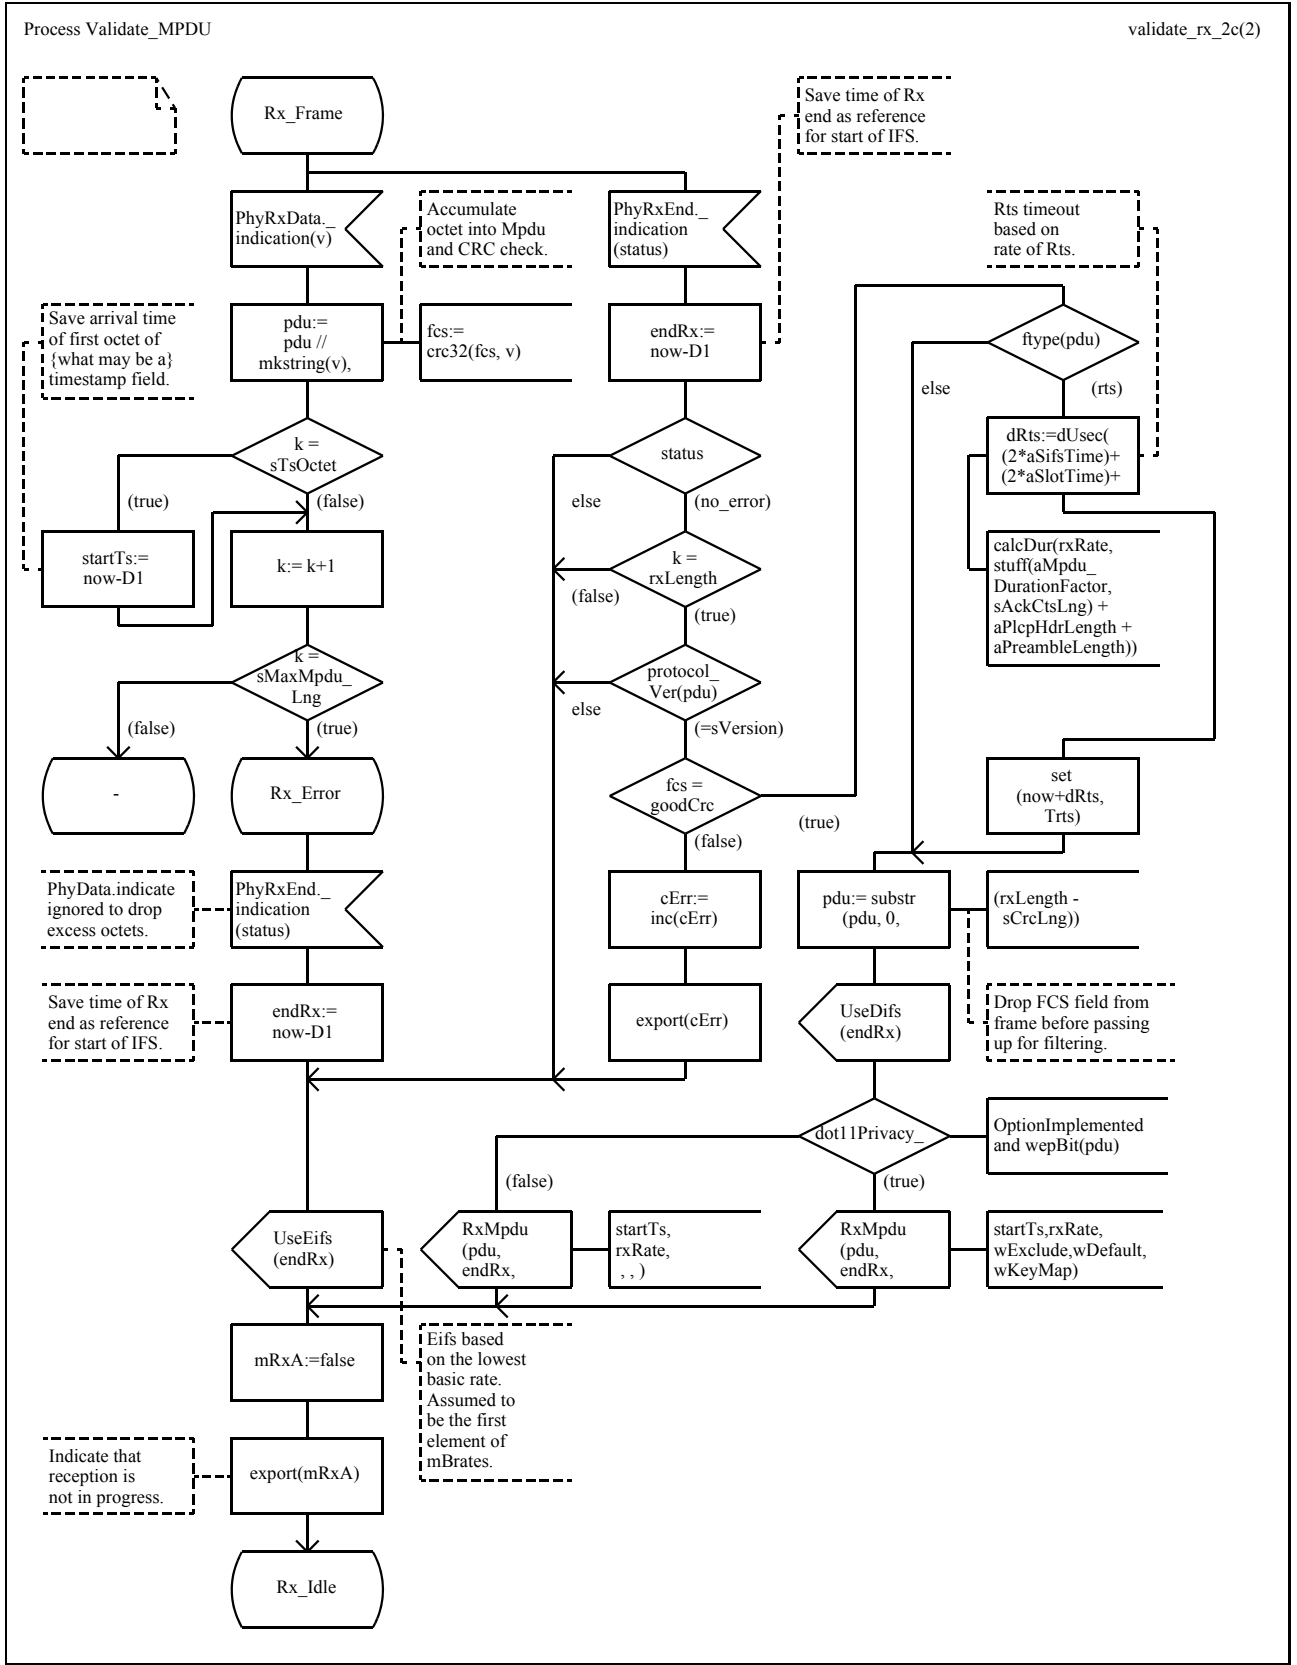 Process Validate_MPDU
validate_rx_2c(2)
Rx_Frame
Save time of Rx
end as reference
for start of IFS.
PhyRxData._
indication(v)
Accumulate
octet into Mpdu
and CRC check.
PhyRxEnd._
indication
(status)
Rts timeout
based on
rate of Rts.
Save arrival time
of first octet of
{what may be a}
timestamp field.
pdu:=
pdu //
mkstring(v),
fcs:=
crc32(fcs, v)
endRx:=
now-D1
ftype(pdu)
else
(rts)
k =
sTsOctet
(true)
(false)
status
else
(no_error)
dRts:=dUsec(
(2*aSifsTime)+
(2*aSlotTime)+
startTs:=
now-D1
k:= k+1
k =
rxLength
(false)
(true)
calcDur(rxRate,
stuff(aMpdu_
DurationFactor,
sAckCtsLng) +
aPlcpHdrLength +
aPreambleLength))
k =
sMaxMpdu_
Lng
(false)
(true)
protocol_
Ver(pdu)
else
(=sVersion)
-
Rx_Error
fcs =
goodCrc
(true)
(false)
set
(now+dRts,
Trts)
PhyData.indicate
ignored to drop
excess octets.
PhyRxEnd._
indication
(status)
cErr:=
inc(cErr)
pdu:= substr
(pdu, 0,
(rxLength -
sCrcLng))
Save time of Rx
end as reference
for start of IFS.
endRx:=
now-D1
export(cErr)
UseDifs
(endRx)
Drop FCS field from
frame before passing
up for filtering.
dot11Privacy_
OptionImplemented
and wepBit(pdu)
(false)
(true)
UseEifs
(endRx)
RxMpdu
(pdu,
endRx,
startTs,
rxRate,
, , )
RxMpdu
(pdu,
endRx,
startTs,rxRate,
wExclude,wDefault,
wKeyMap)
mRxA:=false
Eifs based
on the lowest
basic rate.
Assumed to
be the first
element of
mBrates.
Indicate that
reception is
not in progress.
export(mRxA)
Rx_Idle